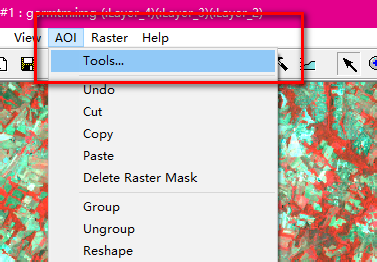 #1 : germtm.img (:Layer_4)(:Layer_3)(:Layer_2)
View AOI Raster Help
Tools...
Undo
Cut
Copy
Paste
Delete Raster Mask
Group
Ungroup
Reshape